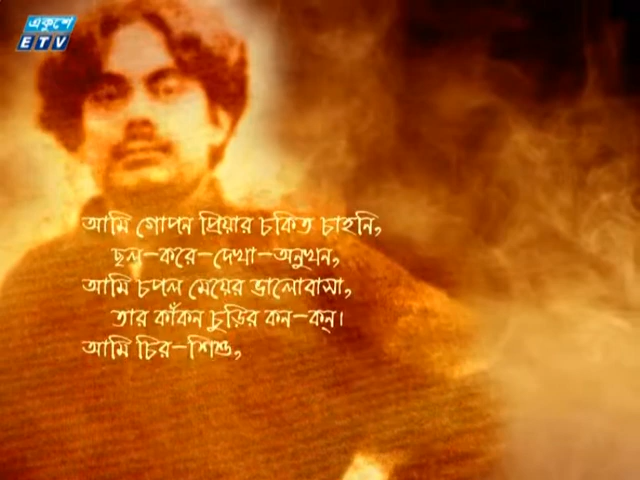 একুশে
ETV
আমি গোপন প্রিয়ার চকিত চাহনি,
ছল-করে-দেখা-অনুখন,
আমি চপল মেয়ের ভালোবাসা,
তার কাঁকন চুড়ির কন-কন্।
আমি চির-শিশু,